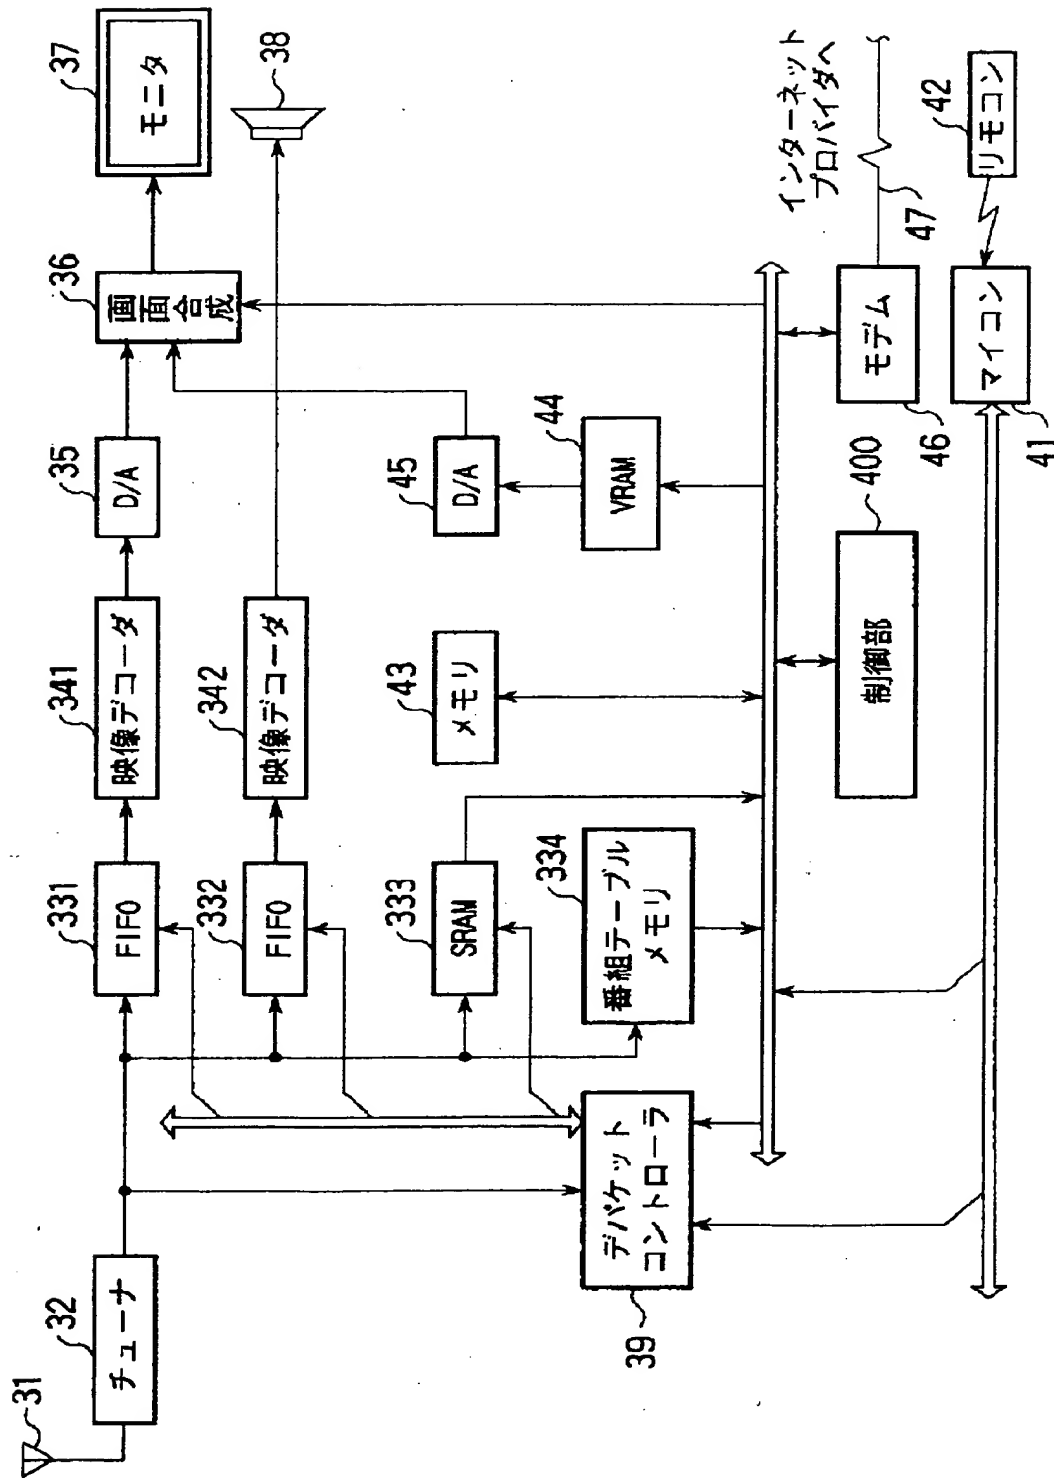 31
32
チューナ
331
FIFO
341
映像デコーダ
35
D/A
36
画面合成
37
モニタ
332
FIFO
342
映像デコーダ
38
333
SRAM
43
メモリ
45
D/A
334
番組テーブル
メモリ
44
VRAM
39
デパケット
コントローラ
400
制御部
46
モデム
47
インターネット
プロバイダへ
41
マイコン
42
リモコン